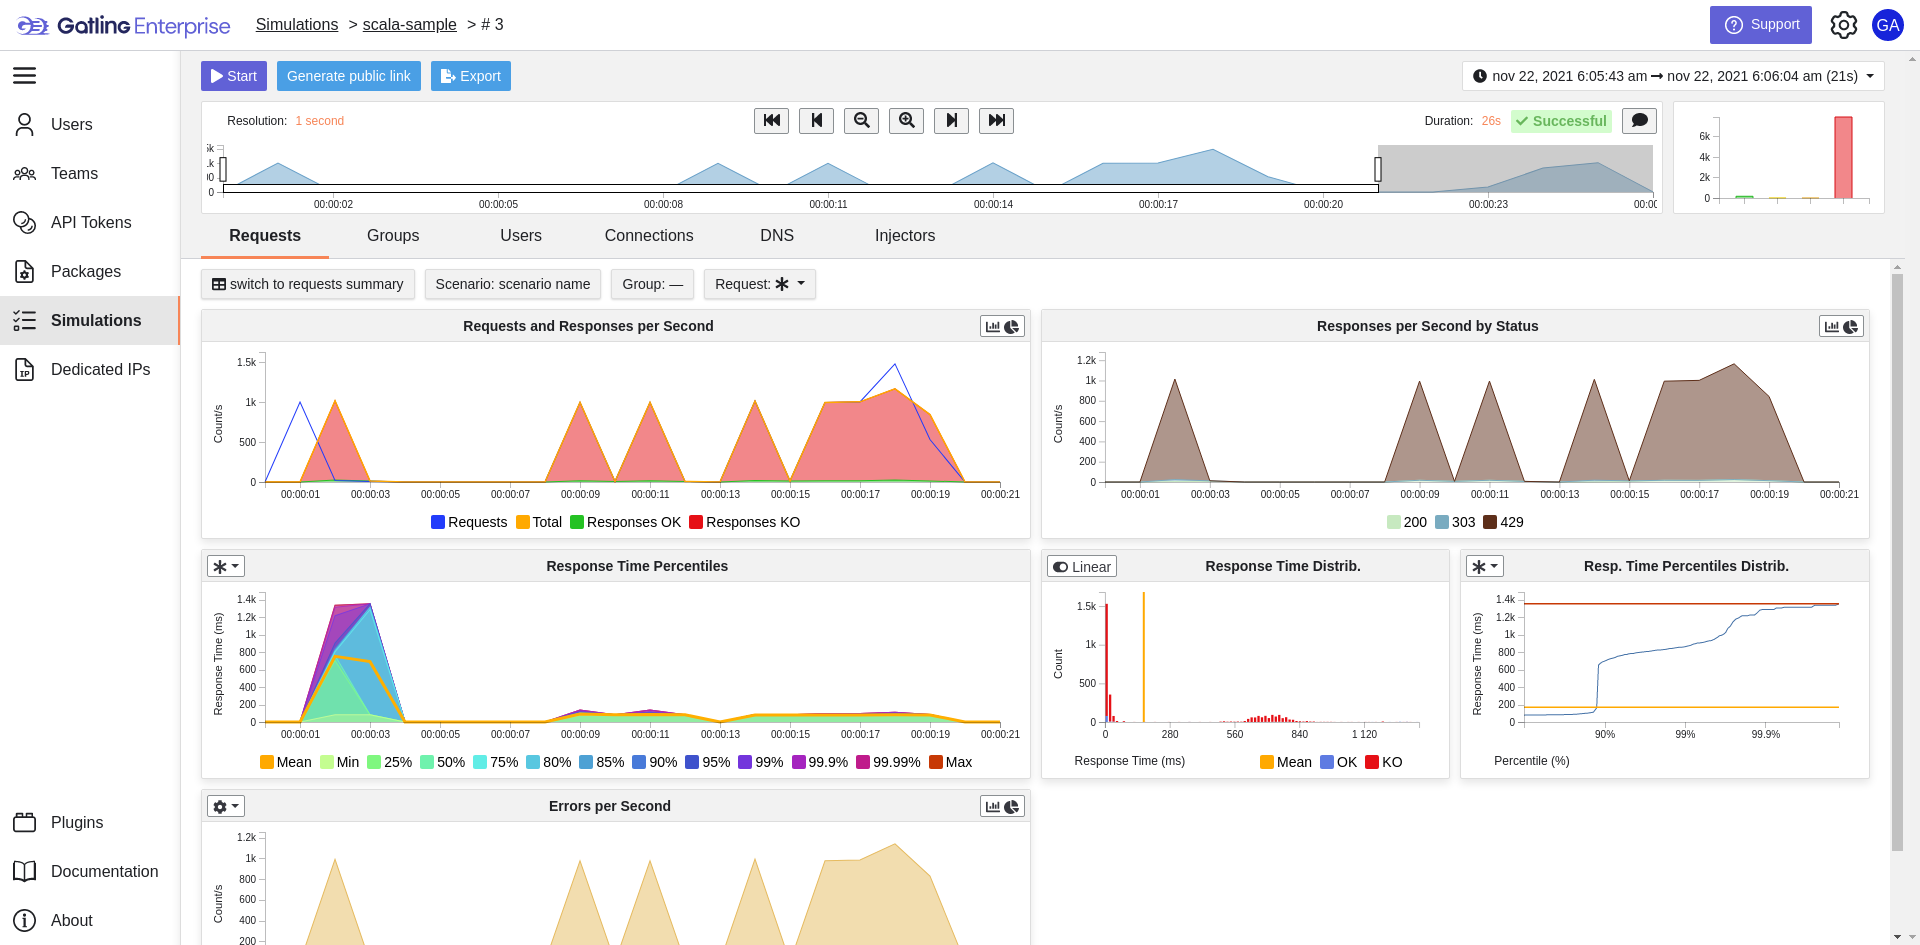 Gatling Enterprise
Simulations > scala-sample > # 3
Support
GA
Users
Teams
API Tokens
Packages
Simulations
Dedicated IPs
Plugins
Documentation
About
Start
Generate public link
Export
nov 22, 2021 6:05:43 am → nov 22, 2021 6:06:04 am (21s)
Resolution: 1 second
Duration: 26s
Successful
0
00:00:02 00:00:05 00:00:08 00:00:11 00:00:14 00:00:17 00:00:20 00:00:23
6k
4k
2k
0
Requests Groups Users Connections DNS Injectors
switch to requests summary
Scenario: scenario name
Group: —
Request: *
Requests and Responses per Second
1.5k
1k
500
0
Count/s
00:00:01 00:00:03 00:00:05 00:00:07 00:00:09 00:00:11 00:00:13 00:00:15 00:00:17 00:00:19 00:00:21
Requests Total Responses OK Responses KO
Responses per Second by Status
1.2k
1k
800
600
400
200
0
Count/s
00:00:01 00:00:03 00:00:05 00:00:07 00:00:09 00:00:11 00:00:13 00:00:15 00:00:17 00:00:19 00:00:21
200 303 429
Response Time Percentiles
1.4k
1.2k
1k
800
600
400
200
0
Response Time (ms)
00:00:01 00:00:03 00:00:05 00:00:07 00:00:09 00:00:11 00:00:13 00:00:15 00:00:17 00:00:19 00:00:21
Mean Min 25% 50% 75% 80% 85% 90% 95% 99% 99.9% 99.99% Max
Linear
Response Time Distrib.
1.5k
1k
500
0
Count
0 280 560 840 1 120
Response Time (ms)
Mean OK KO
Resp. Time Percentiles Distrib.
1.4k
1.2k
1k
800
600
400
200
0
Response Time (ms)
90% 99% 99.9%
Percentile (%)
Errors per Second
1.2k
1k
800
600
400
200
Count/s